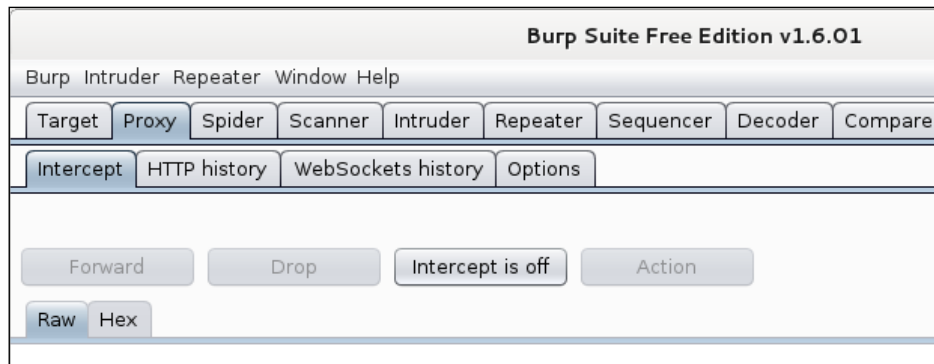 Burp Suite Free Edition v1.6.01
Burp Intruder Repeater Window Help
Target Proxy Spider Scanner Intruder Repeater Sequencer Decoder Compare
Intercept HTTP history WebSockets history Options
Forward Drop Intercept is off Action
Raw Hex